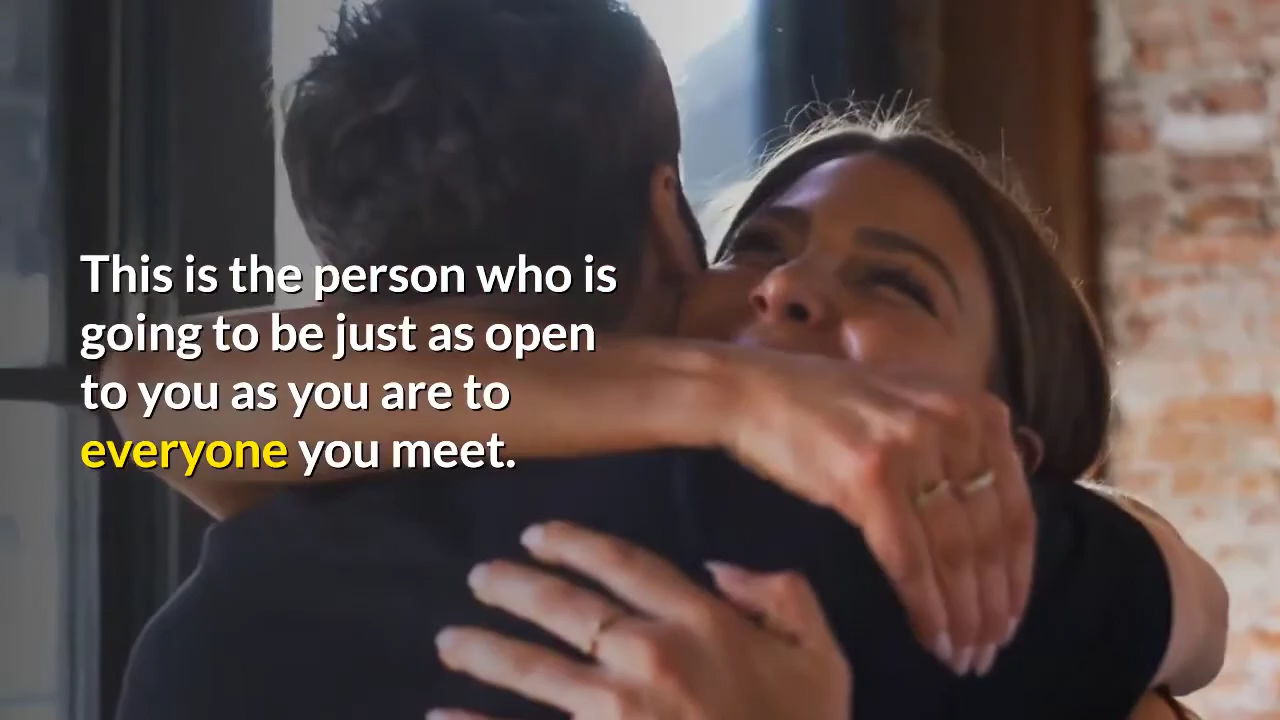 This is the person who is
going to be just as open
to you as you are to
everyone you meet.